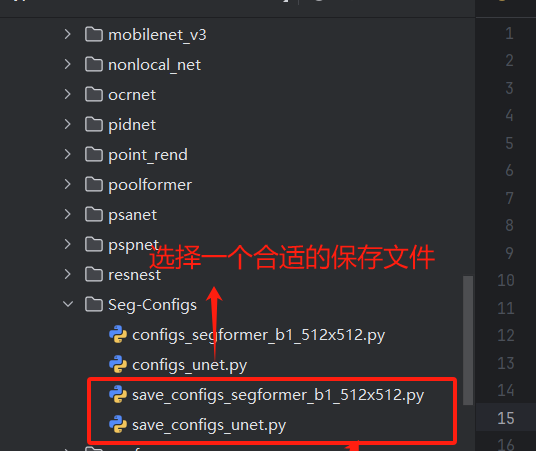 mobilenet_v3
1
nonlocal_net
2
ocrnet
3
pidnet
4
point_rend
5
6
poolformer
7
psanet
8
pspnet
选择一个合适的保存文件
9
resnest
10
Seg-Configs
11
configs_segformer_b1_512x512.py
12
configs_unet.py
13
save_configs_segformer_b1_512x512.py
14
save_configs_unet.py
15